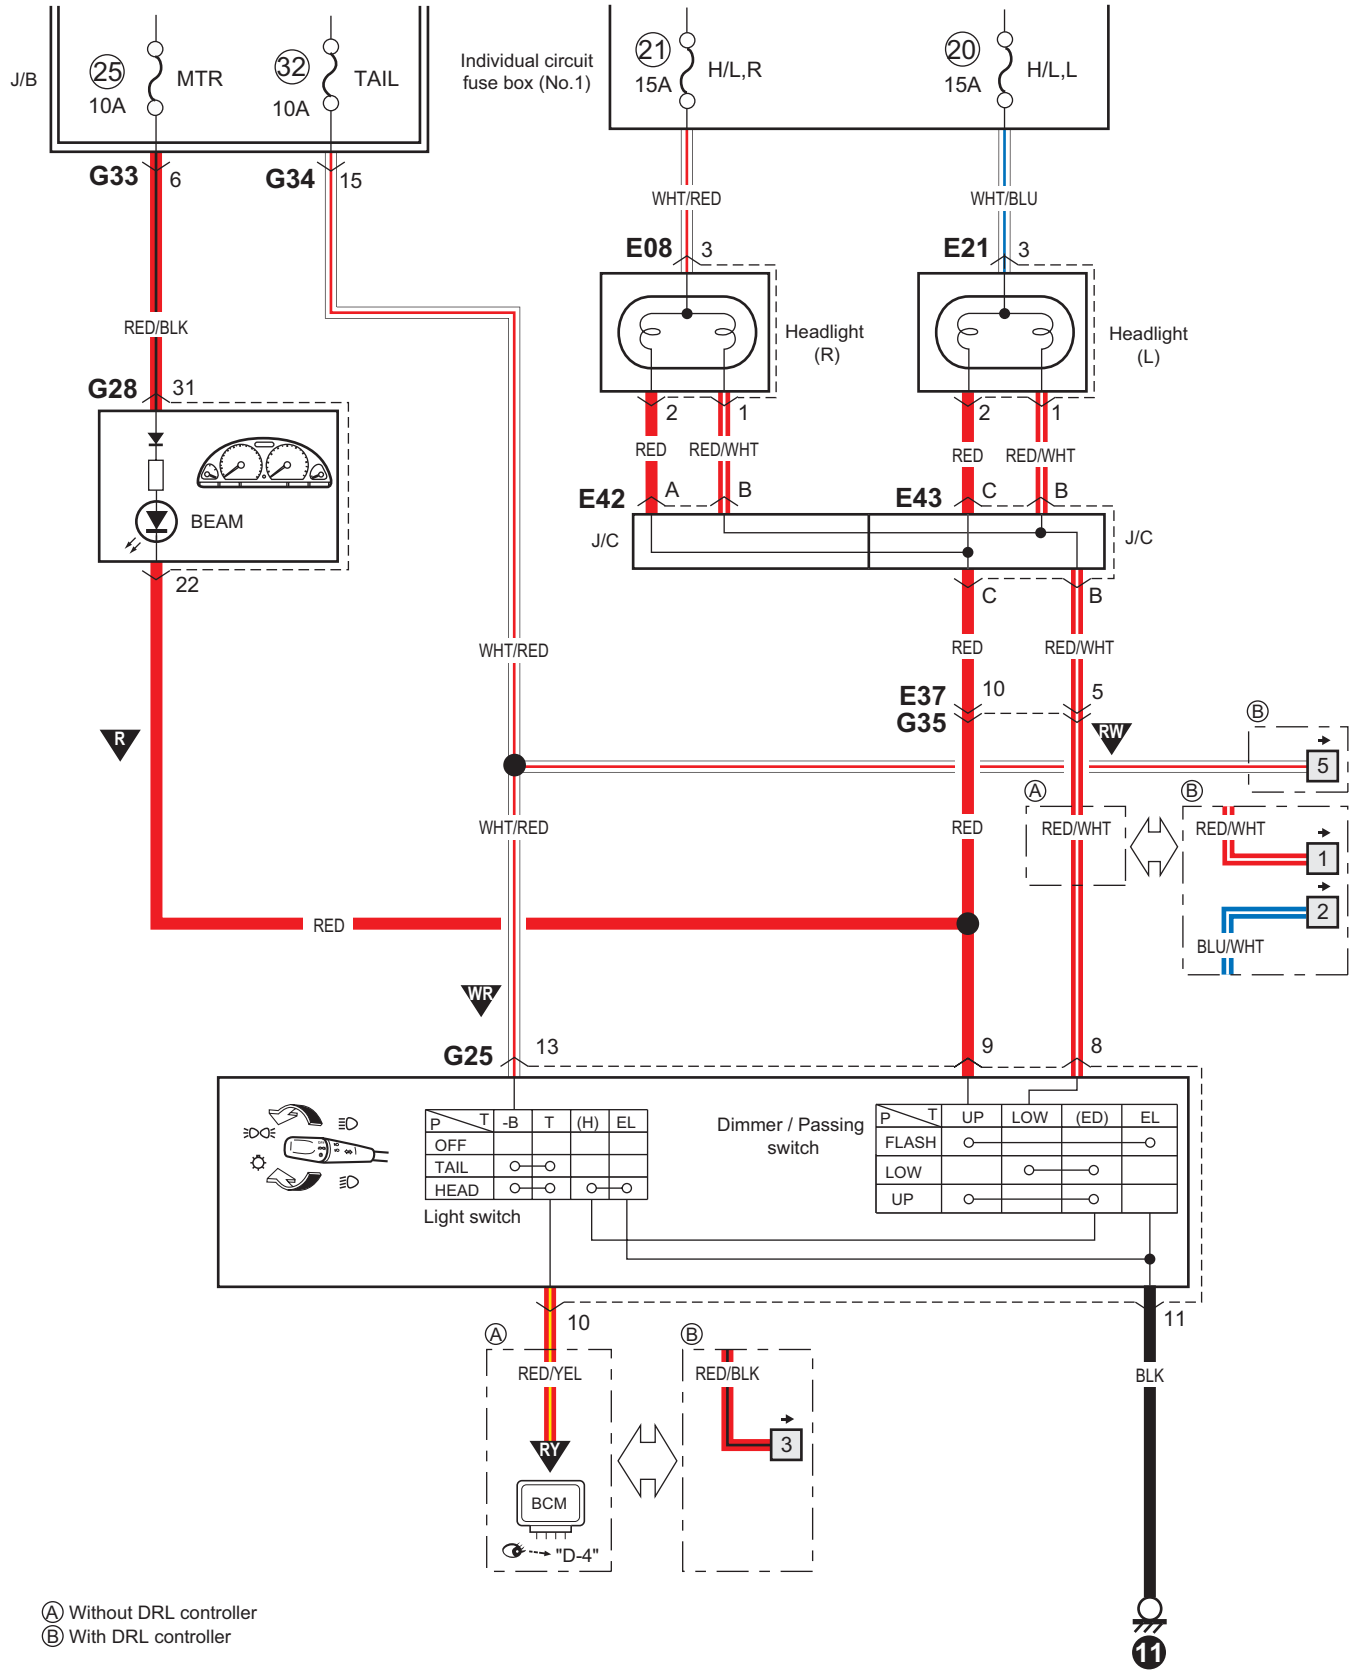 J/B
25
10A
MTR
32
10A
TAIL
Individual circuit
fuse box (No.1)
21
15A
H/L,R
20
15A
H/L,L
G33
6
G34
15
WHT/RED
WHT/BLU
E08
3
E21
3
RED/BLK
Headlight
(R)
Headlight
(L)
G28
31
2
1
2
1
RED
RED/WHT
RED
RED/WHT
E42
A
B
E43
C
B
BEAM
J/C
J/C
22
C
B
WHT/RED
RED
RED/WHT
E37
10
5
G35
R
RW
B
5
A
B
WHT/RED
RED
RED/WHT
RED/WHT
1
2
RED
BLU/WHT
WR
G25
13
9
8
P
T
-B
T
(H)
EL
OFF
TAIL
HEAD
Light switch
Dimmer / Passing
switch
P
T
UP
LOW
(ED)
EL
FLASH
LOW
UP
10
11
A
B
RED/YEL
RED/BLK
BLK
RY
3
BCM
"D-4"
A Without DRL controller
B With DRL controller
11